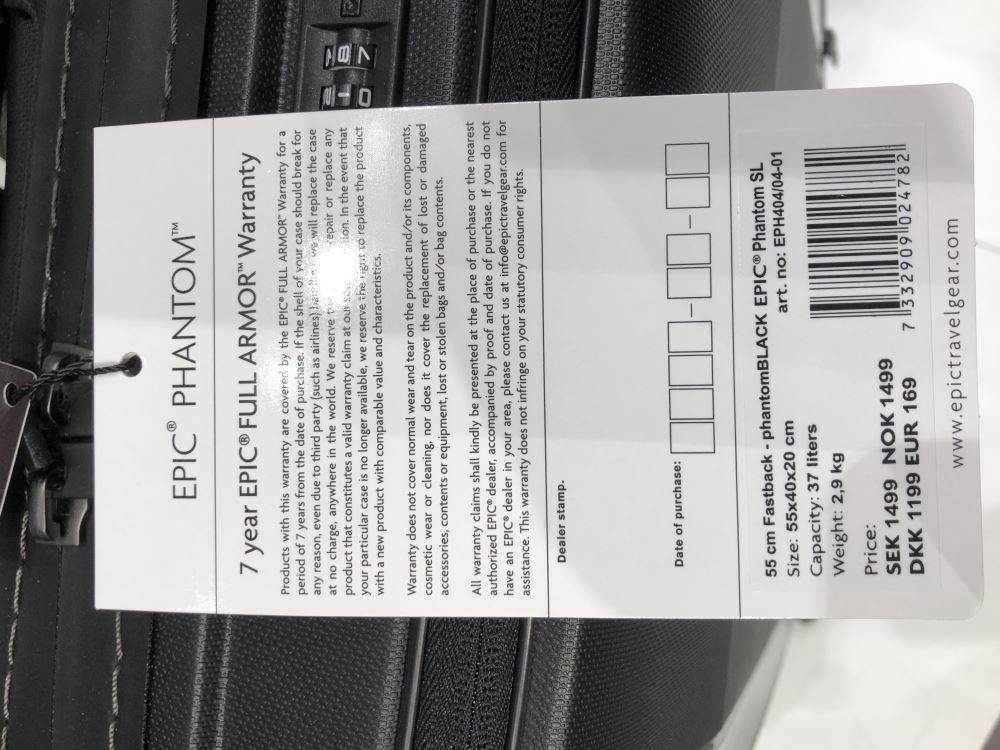 EPIC® PHANTOM™
7 year EPIC® FULL ARMOR™ Warranty
Products with this warranty are covered by the EPIC® FULL ARMOR™ Warranty for a
period of 7 years from the date of purchase. If the shell of your case should break for
any reason, even due to third party (such as airlines) we will replace the case
at no charge, anywhere in the world. We reserve repair or replace any
product that constitutes a valid warranty claim at our In the event that
your particular case is no longer available, we reserve the right to replace the product
with a new product with comparable value and characteristics.
Warranty does not cover normal wear and tear on the product and/or its components,
cosmetic wear or cleaning, nor does it cover the replacement of lost or damaged
accessories, contents or equipment, lost or stolen bags and/or bag contents.
All warranty claims shall kindly be presented at the place of purchase or the nearest
authorized EPIC® dealer, accompanied by proof and date of purchase. If you do not
have an EPIC® dealer in your area, please contact us at info@epictravelgear.com for
assistance. This warranty does not infringe on your statutory consumer rights.
Dealer stamp.
Date of purchase:
55 cm Fastback - phantomBLACK EPIC® Phantom SL
Size: 55x40x20 cm
art. no: EPH404/04-01
Capacity: 37 liters
Weight: 2,9 kg
Price:
SEK 1499 NOK 1499
DKK 1199 EUR 169
7 332909 024782
www.epictravelgear.com